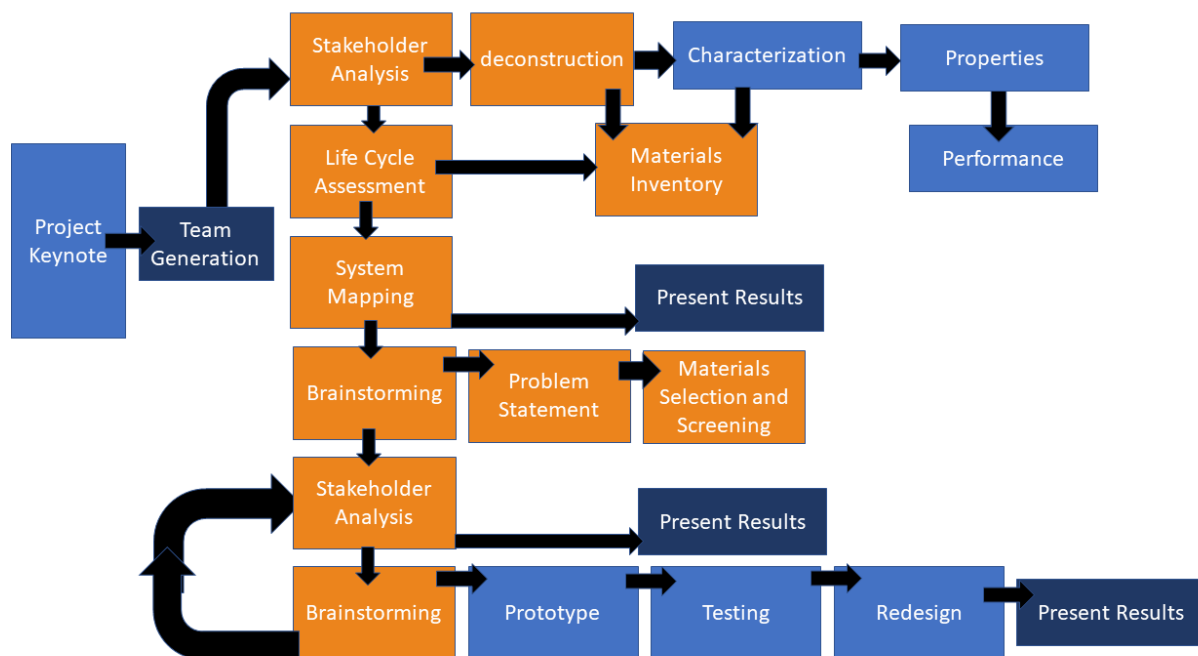 Stakeholder
Analysis
deconstruction
Characterization
Properties
Life Cycle
Assessment
Materials
Inventory
Performance
Project
Keynote
Team
Generation
System
Mapping
Present Results
Brainstorming
Problem
Statement
Materials
Selection and
Screening
Stakeholder
Analysis
Present Results
Brainstorming
Prototype
Testing
Redesign
Present Results